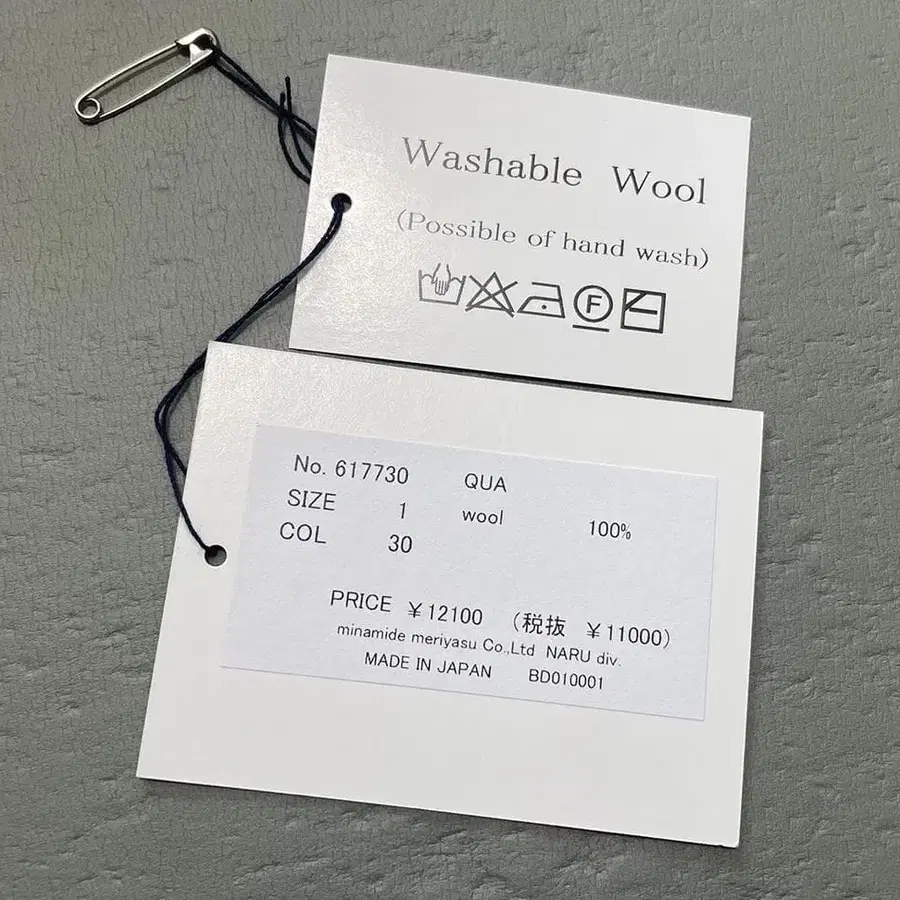 Washable Wool
(Possible of hand wash)
F
No. 617730 QUA
SIZE 1 wool 100%
COL 30
PRICE ¥12100 (税抜 ¥11000)
minamide meriyasu Co.,Ltd NARU div.
MADE IN JAPAN BD010001